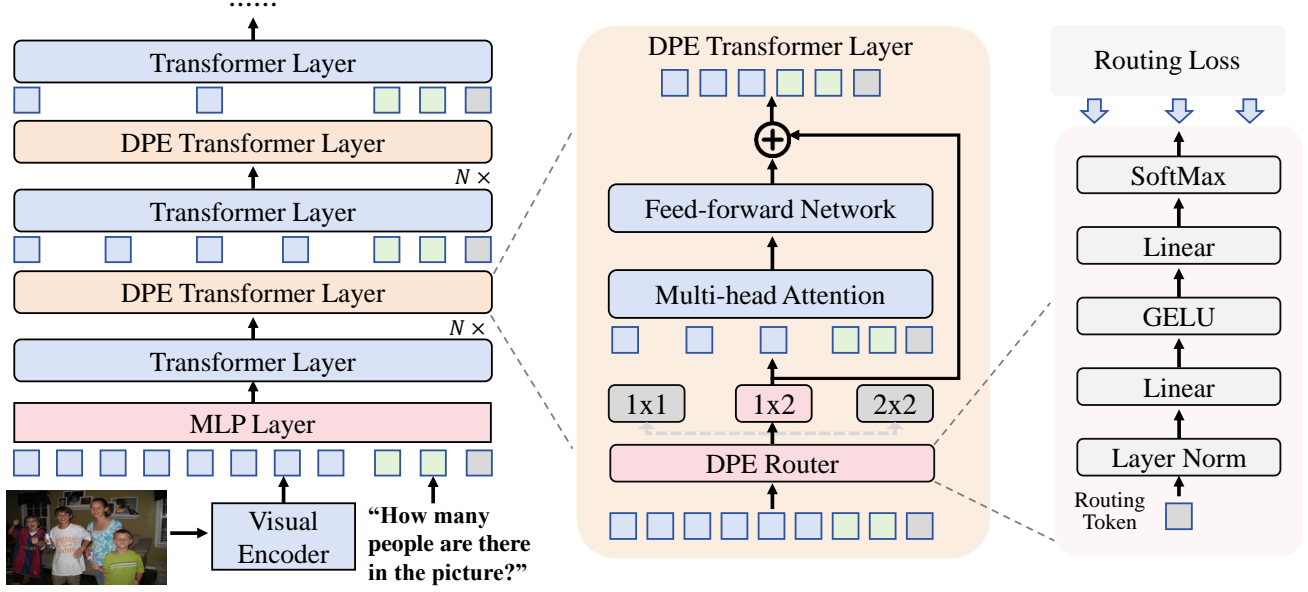 ......
Transformer Layer
DPE Transformer Layer
N ×
Transformer Layer
DPE Transformer Layer
N ×
Transformer Layer
MLP Layer
Visual
Encoder
“How many
people are there
in the picture?”
DPE Transformer Layer
Feed-forward Network
Multi-head Attention
1x1
1x2
2x2
DPE Router
Routing Loss
SoftMax
Linear
GELU
Linear
Layer Norm
Routing
Token